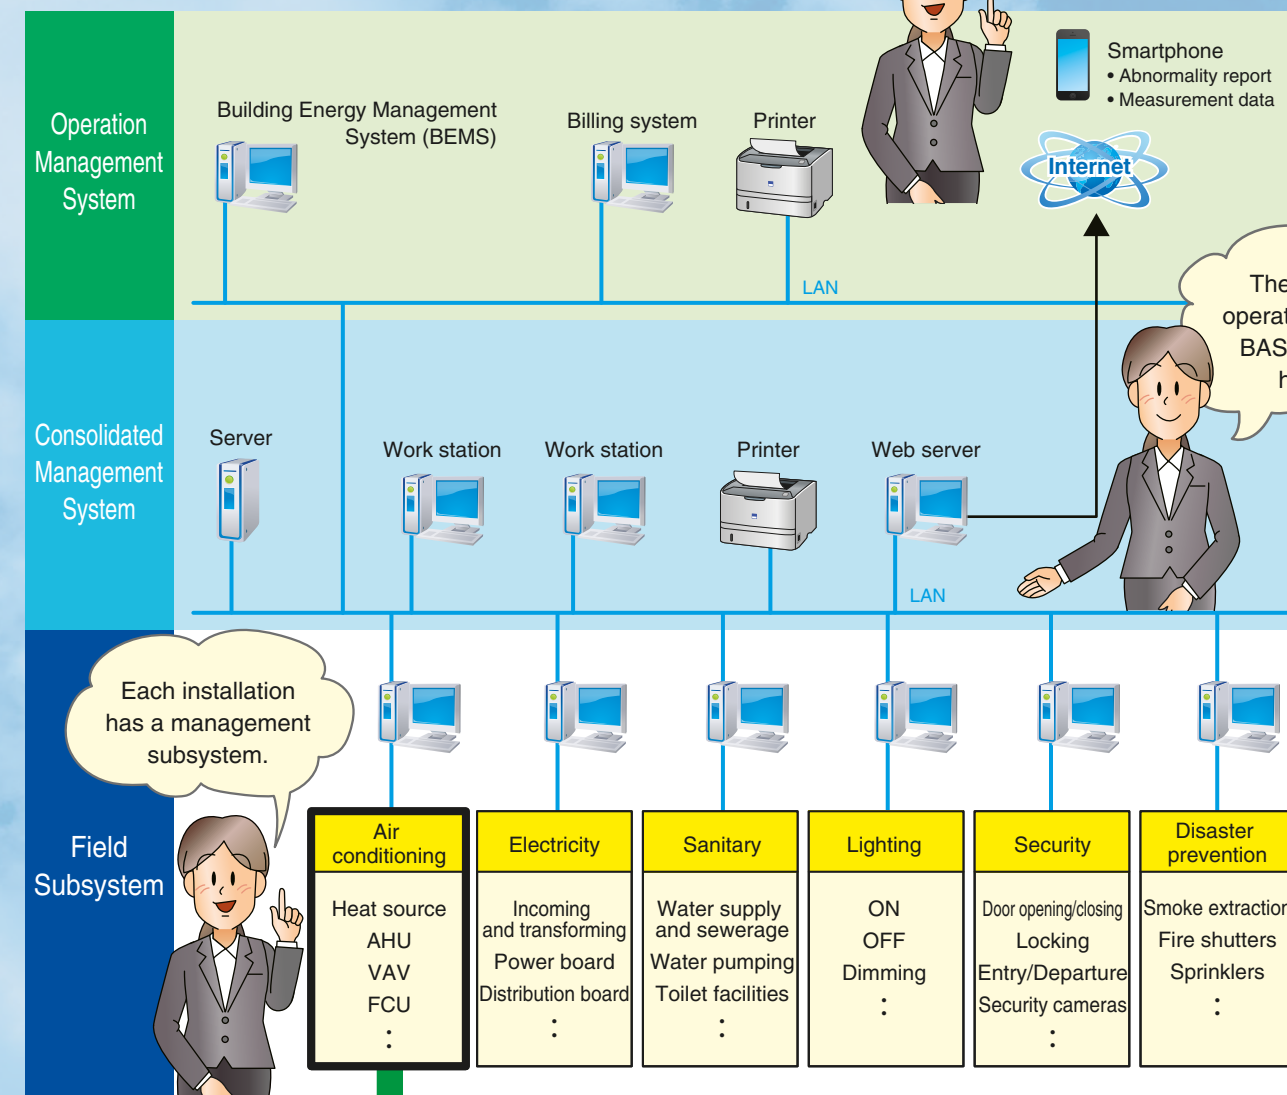 Operation
Management
System
Building Energy Management
System (BEMS)
Billing system
Printer
Smartphone
• Abnormality report
• Measurement data
Internet
LAN
The
operat
BAS
h
Consolidated
Management
System
Server
Work station
Work station
Printer
Web server
LAN
Each installation
has a management
subsystem.
Field
Subsystem
Air
conditioning
Heat source
AHU
VAV
FCU
:
Electricity
Incoming
and transforming
Power board
Distribution board
:
Sanitary
Water supply
and sewerage
Water pumping
Toilet facilities
:
Lighting
ON
OFF
Dimming
:
Security
Door opening/closing
Locking
Entry/Departure
Security cameras
:
Disaster
prevention
Smoke extraction
Fire shutters
Sprinklers
: